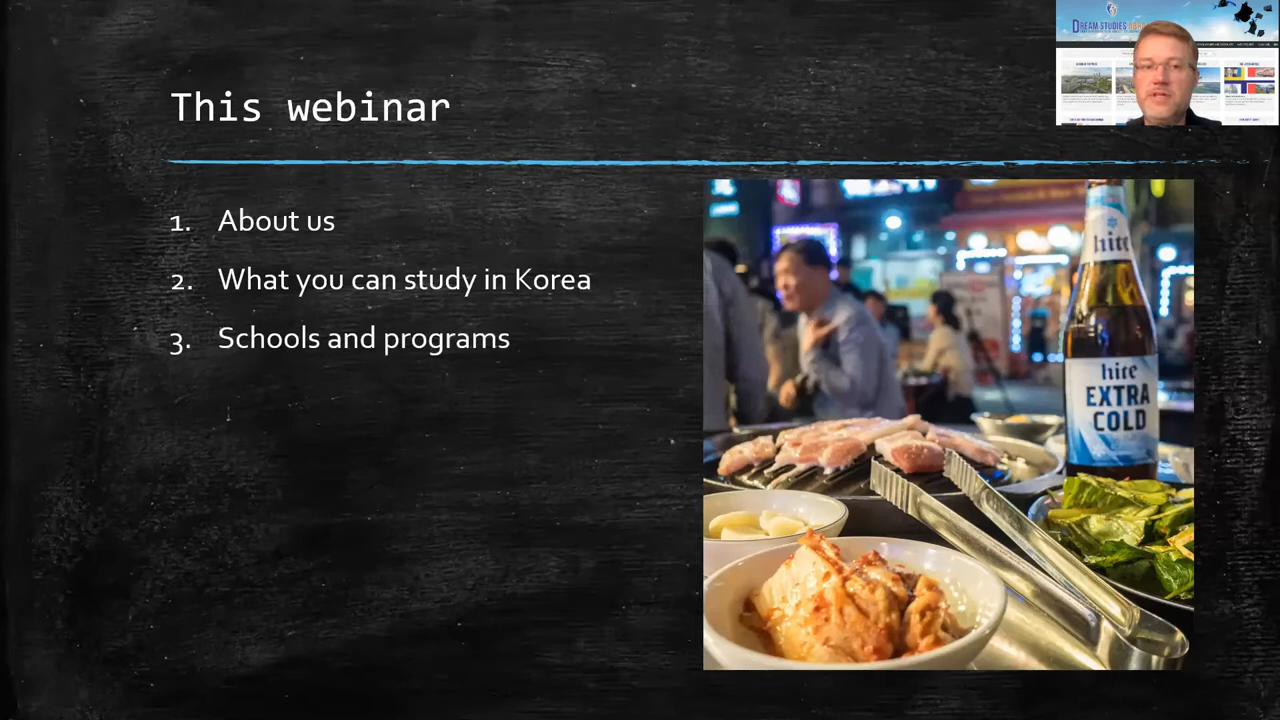 DREAM STUDIES
This webinar
1. About us
2. What you can study in Korea
3. Schools and programs
hite
hite
EXTRA
COLD